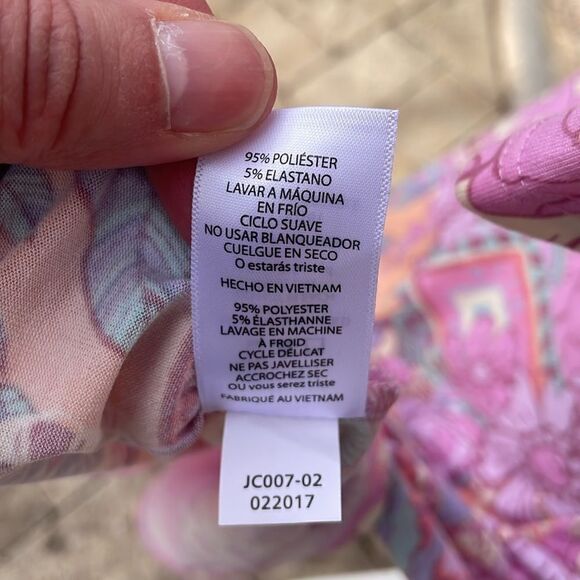 95% POLIÉSTER
5% ELASTANO
LAVAR A MÁQUINA
EN FRÍO
CICLO SUAVE
NO USAR BLANQUEADOR
CUELGUE EN SECO
O estarás triste
HECHO EN VIETNAM
95% POLYESTER
5% ÉLASTHANNE
LAVAGE EN MACHINE
À FROID
CYCLE DÉLICAT
NE PAS JAVELLISER
ACCROCHEZ SEC
OU vous serez triste
FABRIQUÉ AU VIETNAM
JC007-02
022017